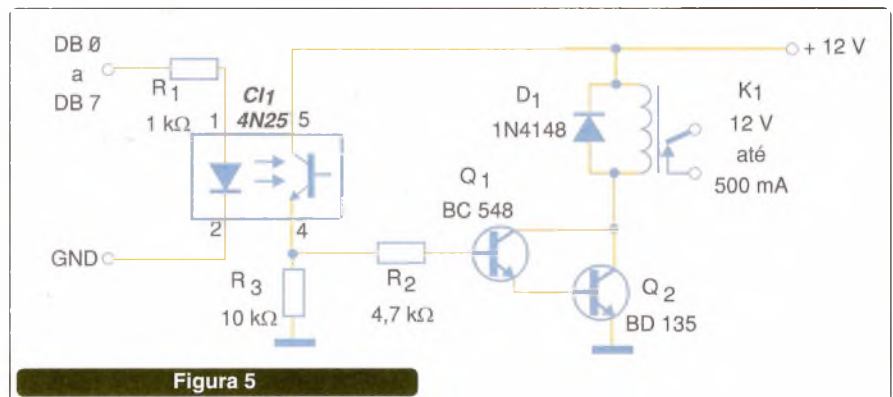 DB Ø
a
DB 7
R1
1 kΩ
CI1
4N25
1
5
2
4
GND
R3
10 kΩ
R2
4,7 kΩ
Q1
BC 548
Q2
BD 135
D1
1N4148
K1
12 V
até
500 mA
+ 12 V
Figura 5